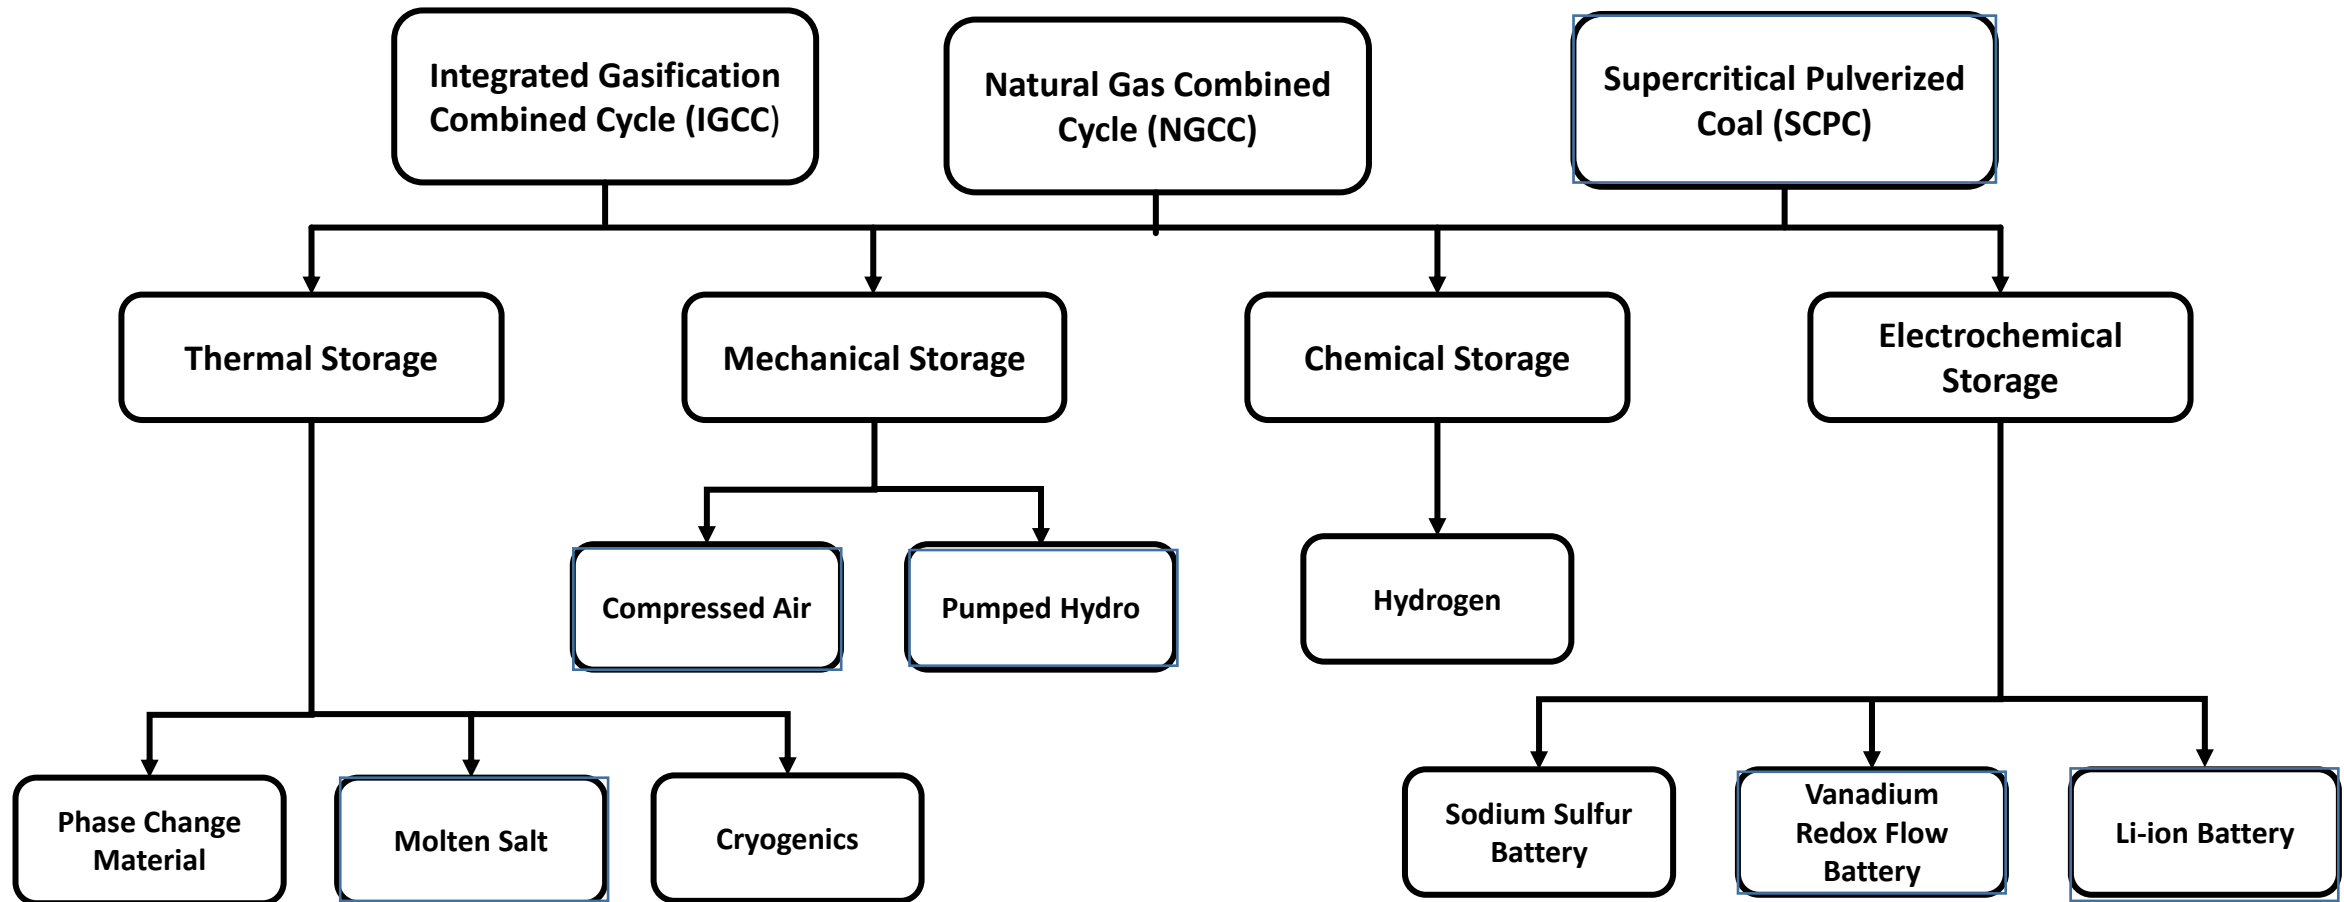 Integrated Gasification
Combined Cycle (IGCC)
Natural Gas Combined
Cycle (NGCC)
Supercritical Pulverized
Coal (SCPC)
Thermal Storage
Mechanical Storage
Chemical Storage
Electrochemical
Storage
Compressed Air
Pumped Hydro
Hydrogen
Phase Change
Material
Molten Salt
Cryogenics
Sodium Sulfur
Battery
Vanadium
Redox Flow
Battery
Li-ion Battery